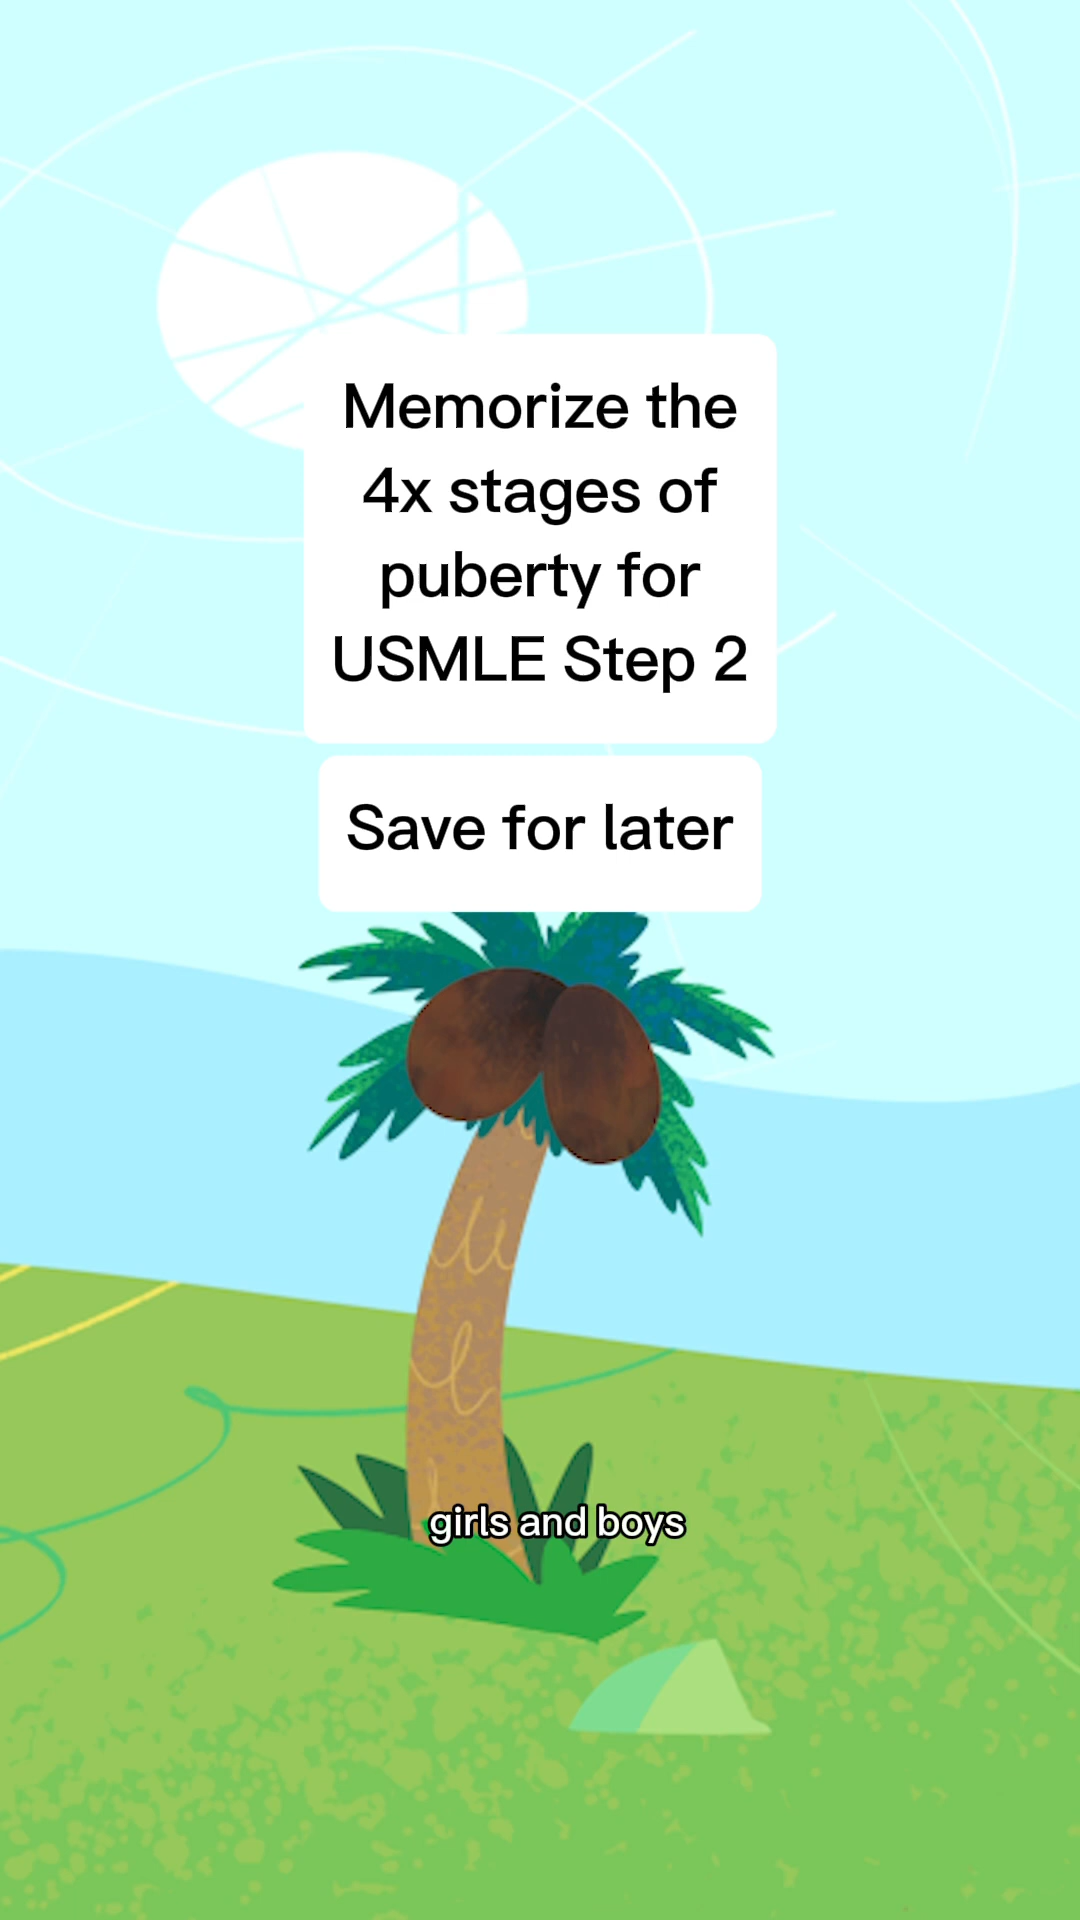 Memorize the
4x stages of
puberty for
USMLE Step 2
Save for later
girls and boys